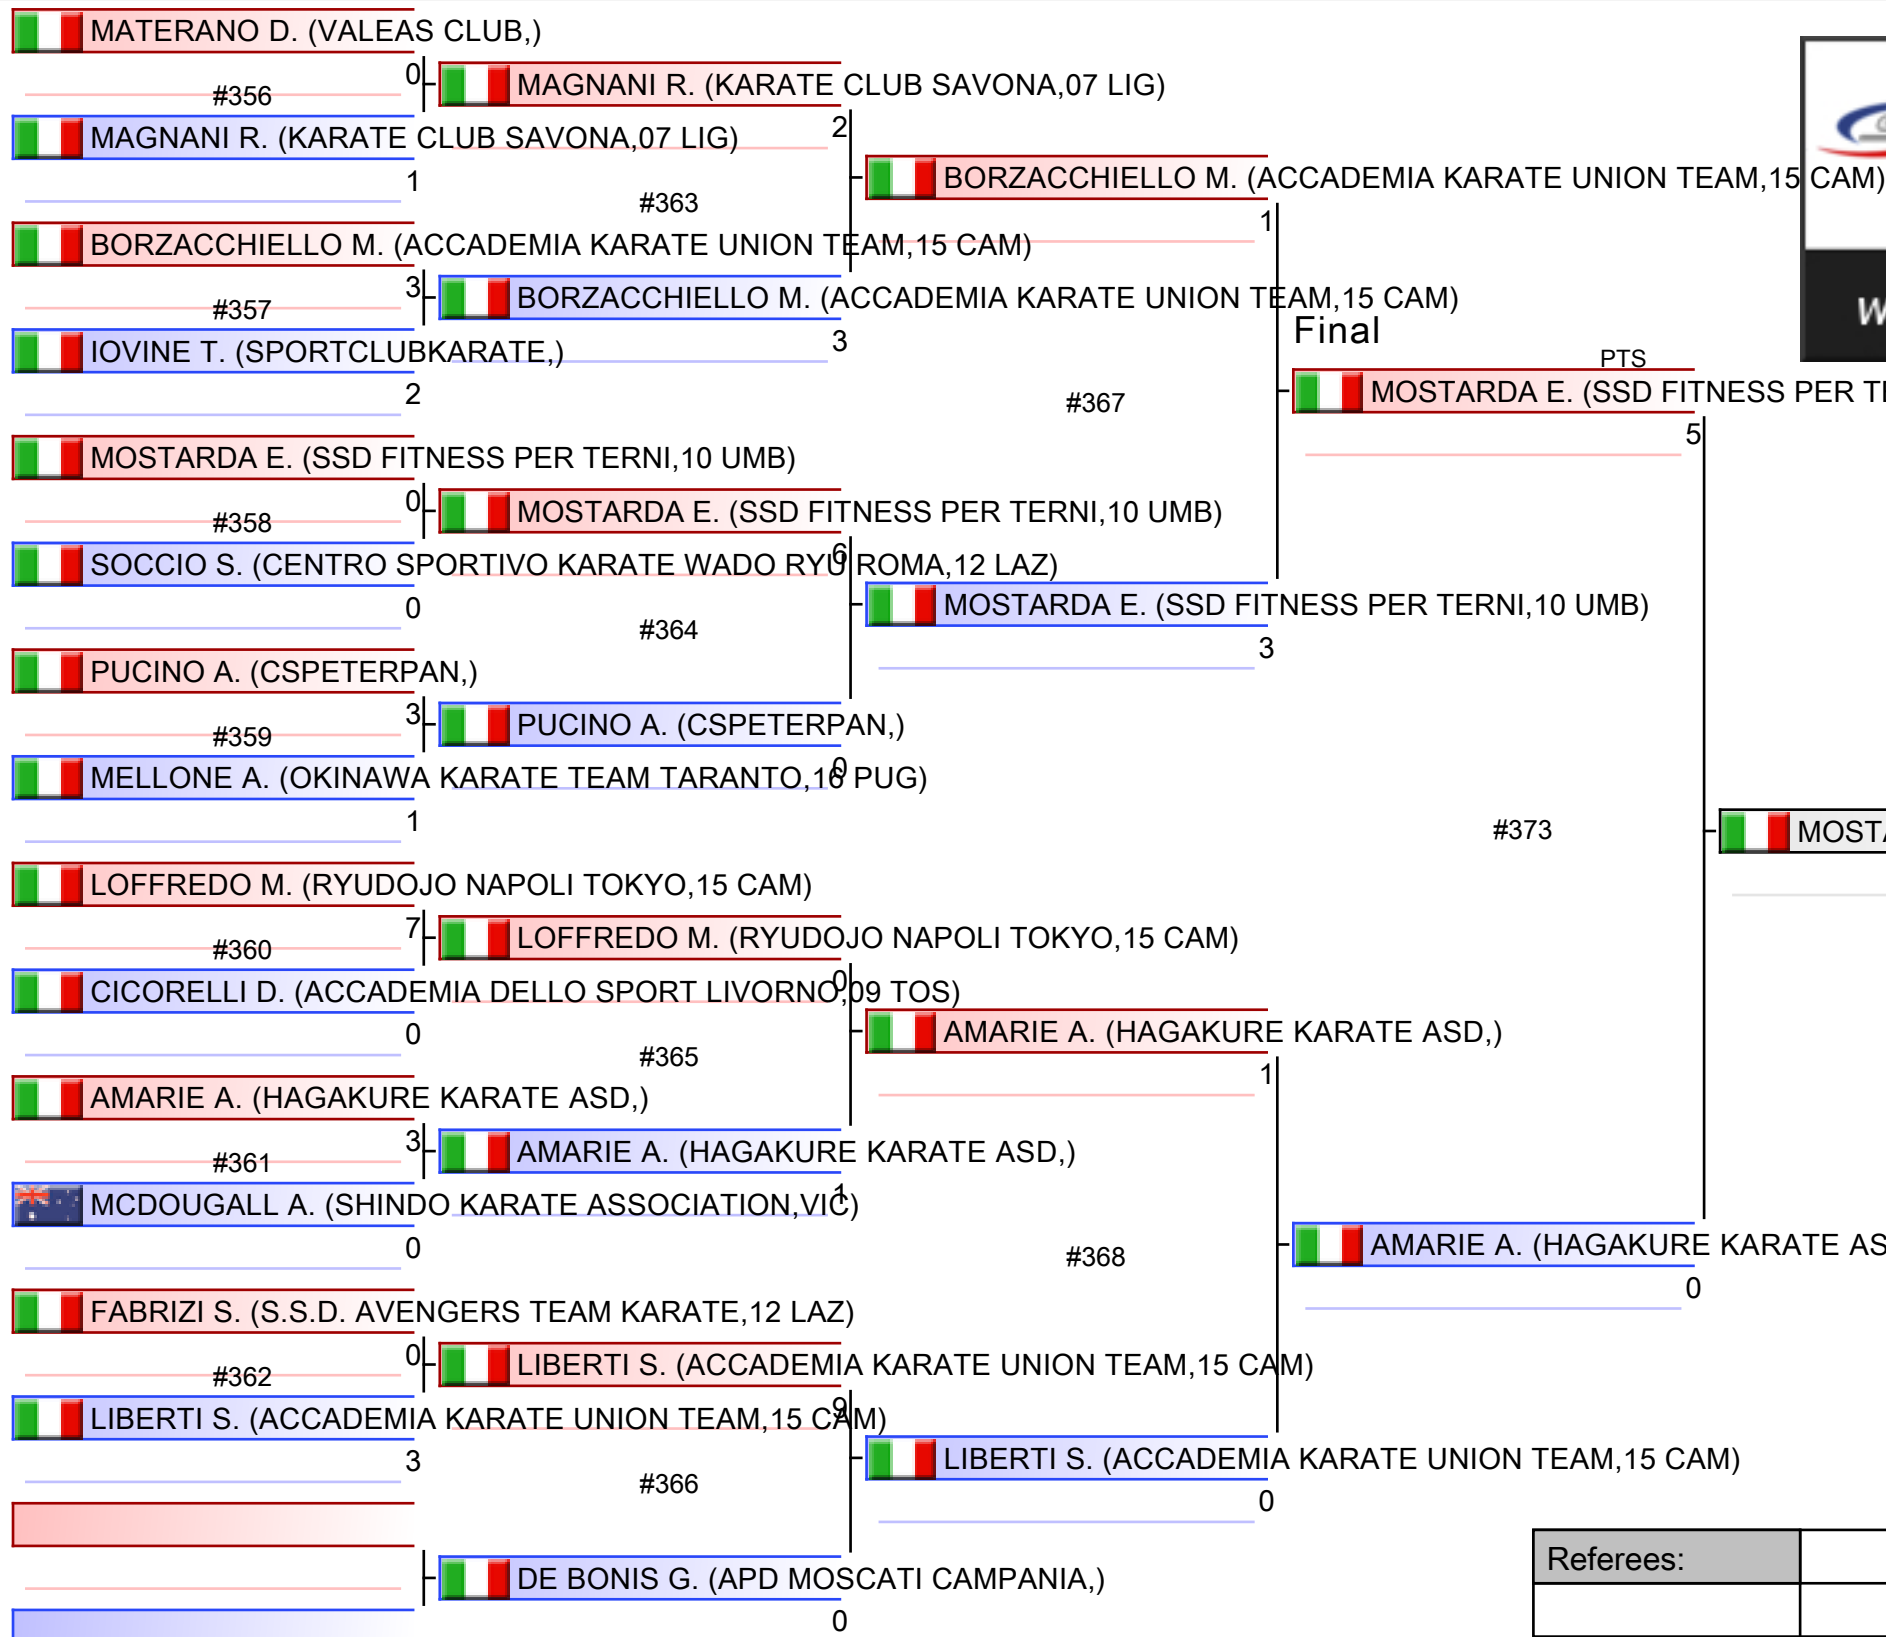 MATERANO D. (VALEAS CLUB,)
0
#356
MAGNANI R. (KARATE CLUB SAVONA,07 LIG)
1
BORZACCHIELLO M. (ACCADEMIA KARATE UNION TEAM,15 CAM)
3
#357
IOVINE T. (SPORTCLUBKARATE,)
2
MOSTARDA E. (SSD FITNESS PER TERNI,10 UMB)
0
#358
SOCCIO S. (CENTRO SPORTIVO KARATE WADO RYU ROMA,12 LAZ)
0
PUCINO A. (CSPETERPAN,)
3
#359
MELLONE A. (OKINAWA KARATE TEAM TARANTO,16 PUG)
1
LOFFREDO M. (RYUDOJO NAPOLI TOKYO,15 CAM)
7
#360
CICORELLI D. (ACCADEMIA DELLO SPORT LIVORNO,09 TOS)
0
AMARIE A. (HAGAKURE KARATE ASD,)
3
#361
MCDOUGALL A. (SHINDO KARATE ASSOCIATION,VIC)
0
FABRIZI S. (S.S.D. AVENGERS TEAM KARATE,12 LAZ)
0
#362
LIBERTI S. (ACCADEMIA KARATE UNION TEAM,15 CAM)
3
MAGNANI R. (KARATE CLUB SAVONA,07 LIG)
2
#363
BORZACCHIELLO M. (ACCADEMIA KARATE UNION TEAM,15 CAM)
3
MOSTARDA E. (SSD FITNESS PER TERNI,10 UMB)
6
#364
PUCINO A. (CSPETERPAN,)
0
LOFFREDO M. (RYUDOJO NAPOLI TOKYO,15 CAM)
0
#365
AMARIE A. (HAGAKURE KARATE ASD,)
1
LIBERTI S. (ACCADEMIA KARATE UNION TEAM,15 CAM)
9
#366
DE BONIS G. (APD MOSCATI CAMPANIA,)
0
BORZACCHIELLO M. (ACCADEMIA KARATE UNION TEAM,15 CAM)
1
#367
MOSTARDA E. (SSD FITNESS PER TERNI,10 UMB)
3
AMARIE A. (HAGAKURE KARATE ASD,)
1
#368
LIBERTI S. (ACCADEMIA KARATE UNION TEAM,15 CAM)
0
Final
PTS
MOSTARDA E. (SSD FITNESS PER TE
5
#373
AMARIE A. (HAGAKURE KARATE AS
0
MOSTA
Referees: